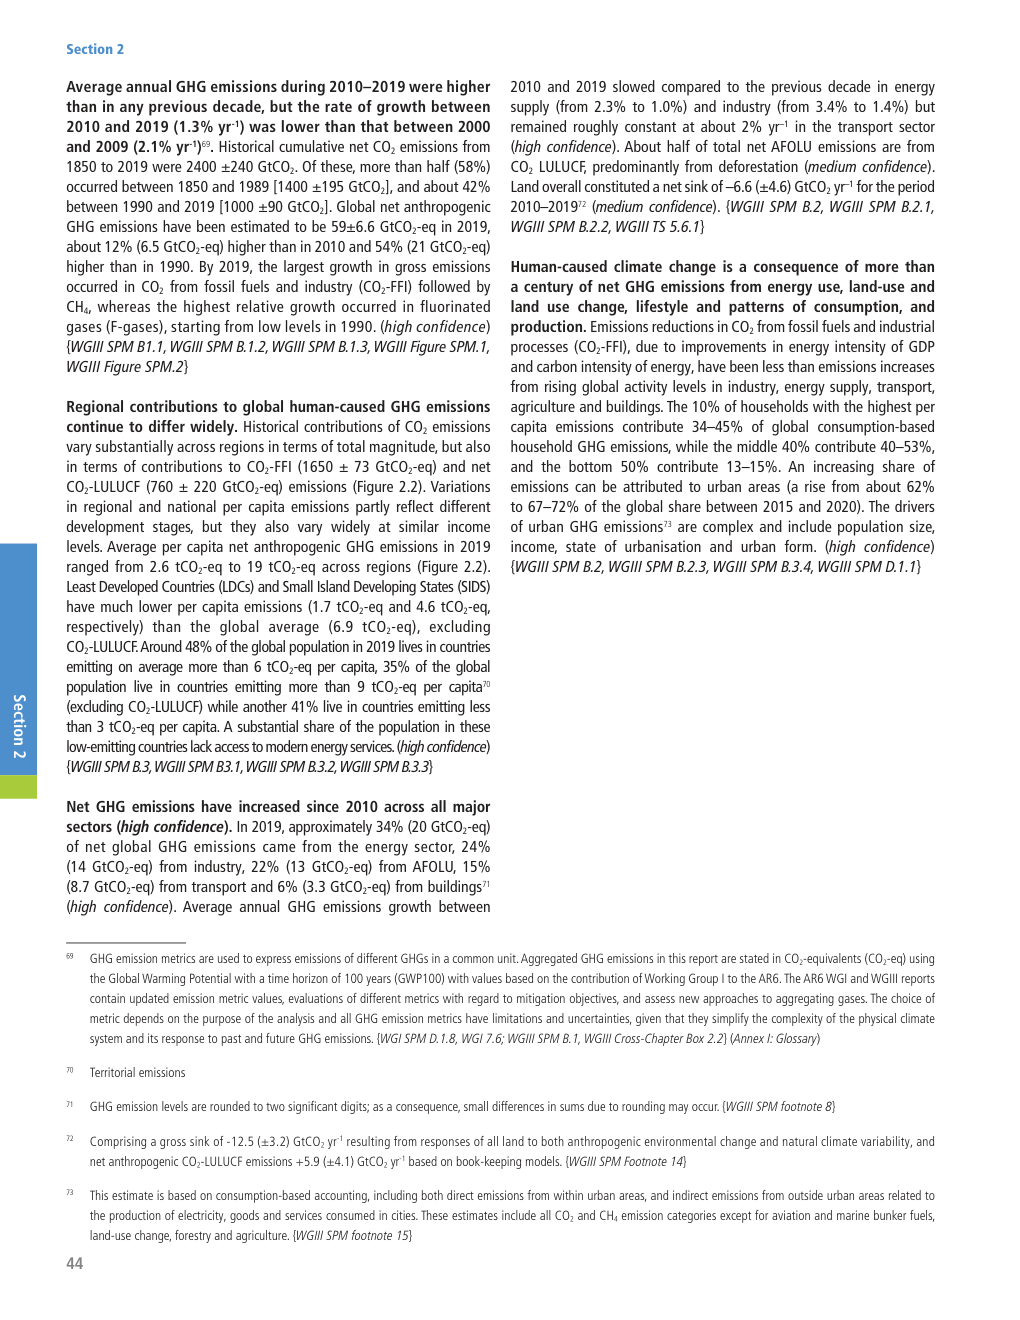 Section 2
Average annual GHG emissions during 2010–2019 were higher
than in any previous decade, but the rate of growth between
2010 and 2019 (1.3% yr⁻¹) was lower than that between 2000
and 2009 (2.1% yr⁻¹)⁶⁹. Historical cumulative net CO₂ emissions from
1850 to 2019 were 2400 ±240 GtCO₂. Of these, more than half (58%)
occurred between 1850 and 1989 [1400 ±195 GtCO₂], and about 42%
between 1990 and 2019 [1000 ±90 GtCO₂]. Global net anthropogenic
GHG emissions have been estimated to be 59±6.6 GtCO₂-eq in 2019,
about 12% (6.5 GtCO₂-eq) higher than in 2010 and 54% (21 GtCO₂-eq)
higher than in 1990. By 2019, the largest growth in gross emissions
occurred in CO₂ from fossil fuels and industry (CO₂-FFI) followed by
CH₄, whereas the highest relative growth occurred in fluorinated
gases (F-gases), starting from low levels in 1990. (high confidence)
{WGIII SPM B1.1, WGIII SPM B.1.2, WGIII SPM B.1.3, WGIII Figure SPM.1,
WGIII Figure SPM.2}
Regional contributions to global human-caused GHG emissions
continue to differ widely. Historical contributions of CO₂ emissions
vary substantially across regions in terms of total magnitude, but also
in terms of contributions to CO₂-FFI (1650 ± 73 GtCO₂-eq) and net
CO₂-LULUCF (760 ± 220 GtCO₂-eq) emissions (Figure 2.2). Variations
in regional and national per capita emissions partly reflect different
development stages, but they also vary widely at similar income
levels. Average per capita net anthropogenic GHG emissions in 2019
ranged from 2.6 tCO₂-eq to 19 tCO₂-eq across regions (Figure 2.2).
Least Developed Countries (LDCs) and Small Island Developing States (SIDS)
have much lower per capita emissions (1.7 tCO₂-eq and 4.6 tCO₂-eq,
respectively) than the global average (6.9 tCO₂-eq), excluding
CO₂-LULUCF. Around 48% of the global population in 2019 lives in countries
emitting on average more than 6 tCO₂-eq per capita, 35% of the global
population live in countries emitting more than 9 tCO₂-eq per capita⁷⁰
(excluding CO₂-LULUCF) while another 41% live in countries emitting less
than 3 tCO₂-eq per capita. A substantial share of the population in these
low-emitting countries lack access to modern energy services. (high confidence)
{WGIII SPM B.3, WGIII SPM B3.1, WGIII SPM B.3.2, WGIII SPM B.3.3}
Net GHG emissions have increased since 2010 across all major
sectors (high confidence). In 2019, approximately 34% (20 GtCO₂-eq)
of net global GHG emissions came from the energy sector, 24%
(14 GtCO₂-eq) from industry, 22% (13 GtCO₂-eq) from AFOLU, 15%
(8.7 GtCO₂-eq) from transport and 6% (3.3 GtCO₂-eq) from buildings⁷¹
(high confidence). Average annual GHG emissions growth between
2010 and 2019 slowed compared to the previous decade in energy
supply (from 2.3% to 1.0%) and industry (from 3.4% to 1.4%) but
remained roughly constant at about 2% yr⁻¹ in the transport sector
(high confidence). About half of total net AFOLU emissions are from
CO₂ LULUCF, predominantly from deforestation (medium confidence).
Land overall constituted a net sink of –6.6 (±4.6) GtCO₂ yr⁻¹ for the period
2010–2019⁷² (medium confidence). {WGIII SPM B.2, WGIII SPM B.2.1,
WGIII SPM B.2.2, WGIII TS 5.6.1}
Human-caused climate change is a consequence of more than
a century of net GHG emissions from energy use, land-use and
land use change, lifestyle and patterns of consumption, and
production. Emissions reductions in CO₂ from fossil fuels and industrial
processes (CO₂-FFI), due to improvements in energy intensity of GDP
and carbon intensity of energy, have been less than emissions increases
from rising global activity levels in industry, energy supply, transport,
agriculture and buildings. The 10% of households with the highest per
capita emissions contribute 34–45% of global consumption-based
household GHG emissions, while the middle 40% contribute 40–53%,
and the bottom 50% contribute 13–15%. An increasing share of
emissions can be attributed to urban areas (a rise from about 62%
to 67–72% of the global share between 2015 and 2020). The drivers
of urban GHG emissions⁷³ are complex and include population size,
income, state of urbanisation and urban form. (high confidence)
{WGIII SPM B.2, WGIII SPM B.2.3, WGIII SPM B.3.4, WGIII SPM D.1.1}
Section 2
69 GHG emission metrics are used to express emissions of different GHGs in a common unit. Aggregated GHG emissions in this report are stated in CO₂-equivalents (CO₂-eq) using
the Global Warming Potential with a time horizon of 100 years (GWP100) with values based on the contribution of Working Group I to the AR6. The AR6 WGI and WGIII reports
contain updated emission metric values, evaluations of different metrics with regard to mitigation objectives, and assess new approaches to aggregating gases. The choice of
metric depends on the purpose of the analysis and all GHG emission metrics have limitations and uncertainties, given that they simplify the complexity of the physical climate
system and its response to past and future GHG emissions. {WGI SPM D.1.8, WGI 7.6; WGIII SPM B.1, WGIII Cross-Chapter Box 2.2} (Annex I: Glossary)
70 Territorial emissions
71 GHG emission levels are rounded to two significant digits; as a consequence, small differences in sums due to rounding may occur. {WGIII SPM footnote 8}
72 Comprising a gross sink of -12.5 (±3.2) GtCO₂ yr⁻¹ resulting from responses of all land to both anthropogenic environmental change and natural climate variability, and
net anthropogenic CO₂-LULUCF emissions +5.9 (±4.1) GtCO₂ yr⁻¹ based on book-keeping models. {WGIII SPM Footnote 14}
73 This estimate is based on consumption-based accounting, including both direct emissions from within urban areas, and indirect emissions from outside urban areas related to
the production of electricity, goods and services consumed in cities. These estimates include all CO₂ and CH₄ emission categories except for aviation and marine bunker fuels,
land-use change, forestry and agriculture. {WGIII SPM footnote 15}
44